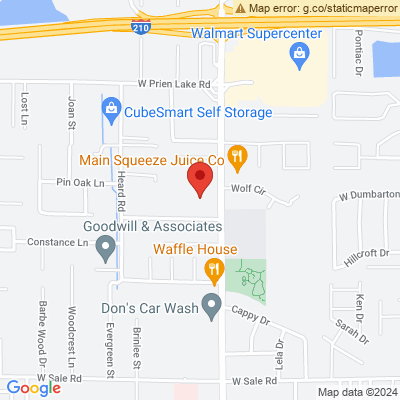 Map error: g.co/staticmaperror
210
Walmart Supercenter
Pontiac Dr
W Prien Lake Rd
Lost Ln
Joan St
CubeSmart Self Storage
Main Squeeze Juice Co
Pin Oak Ln
Heard Rd
Wolf Cir
W Dumbarton
Goodwill & Associates
Constance Ln
Waffle House
Hillcroft Dr
Don's Car Wash
Cappy Dr
Ken Dr
Sarah Dr
Barbe Wood Dr
Woodcrest Ln
Evergreen St
Brinlee St
Lela Dr
W Sale Rd
W Sale Rd
Google
Map data ©2024